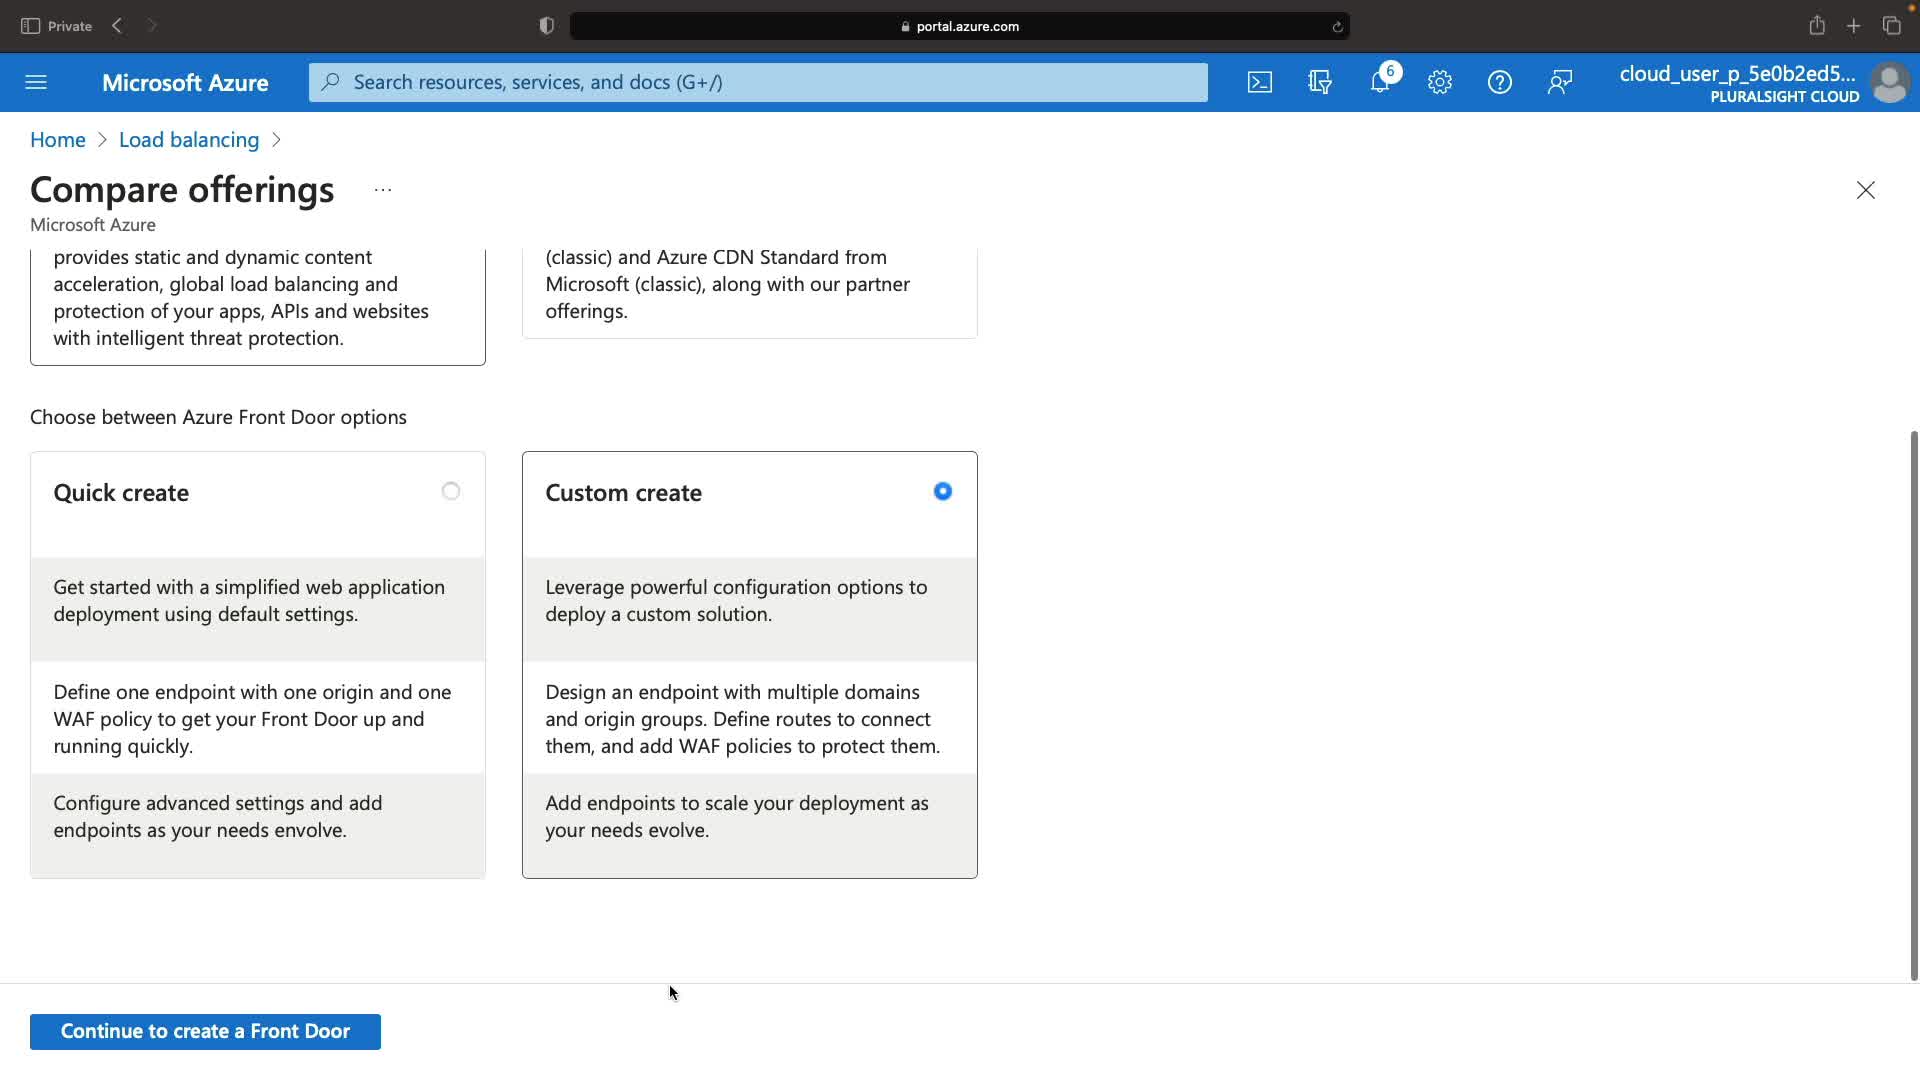 Private
portal.azure.com
Microsoft Azure
Search resources, services, and docs (G+/)
6
cloud_user_p_5e0b2ed5...
PLURALSIGHT CLOUD
Home > Load balancing >
Compare offerings ...
Microsoft Azure
provides static and dynamic content
acceleration, global load balancing and
protection of your apps, APIs and websites
with intelligent threat protection.
(classic) and Azure CDN Standard from
Microsoft (classic), along with our partner
offerings.
Choose between Azure Front Door options
Quick create
Get started with a simplified web application
deployment using default settings.
Define one endpoint with one origin and one
WAF policy to get your Front Door up and
running quickly.
Configure advanced settings and add
endpoints as your needs envolve.
Custom create
Leverage powerful configuration options to
deploy a custom solution.
Design an endpoint with multiple domains
and origin groups. Define routes to connect
them, and add WAF policies to protect them.
Add endpoints to scale your deployment as
your needs evolve.
Continue to create a Front Door